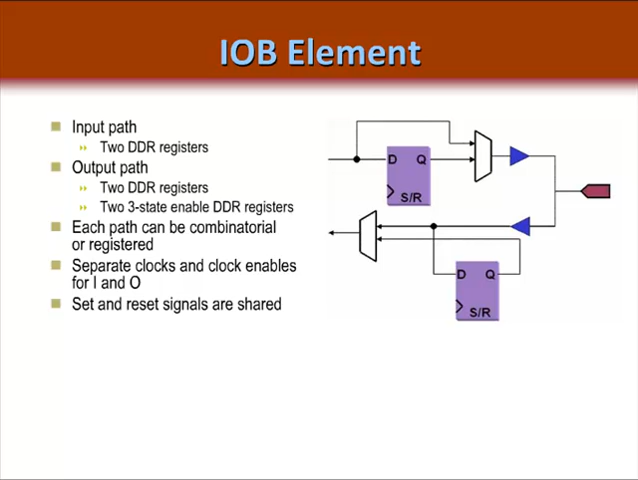 IOB Element
Input path
Two DDR registers
Output path
Two DDR registers
Two 3-state enable DDR registers
Each path can be combinatorial
or registered
Separate clocks and clock enables
for I and O
Set and reset signals are shared
D Q
S/R
D Q
S/R